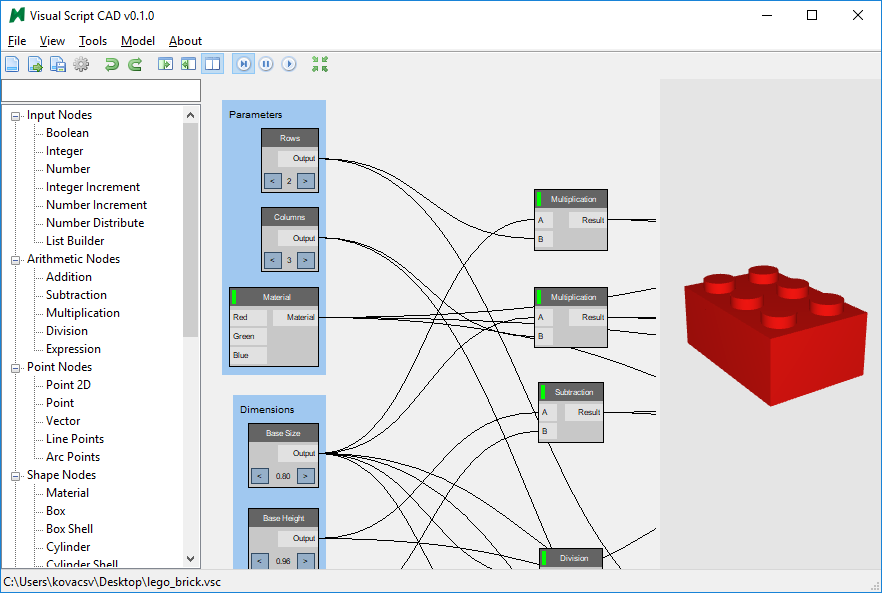 Visual Script CAD v0.1.0
File View Tools Model About
Input Nodes
Boolean
Integer
Number
Integer Increment
Number Increment
Number Distribute
List Builder
Arithmetic Nodes
Addition
Subtraction
Multiplication
Division
Expression
Point Nodes
Point 2D
Point
Vector
Line Points
Arc Points
Shape Nodes
Material
Box
Box Shell
Cylinder
Cylinder Shell
Parameters
Rows
Output
< 2 >
Columns
Output
< 3 >
Material
Red Material
Green
Blue
Dimensions
Base Size
Output
< 0.80 >
Base Height
Output
< 0.96 >
Multiplication
A Result
B
Multiplication
A Result
B
Subtraction
A Result
B
Division
C:\Users\kovacsv\Desktop\lego_brick.vsc